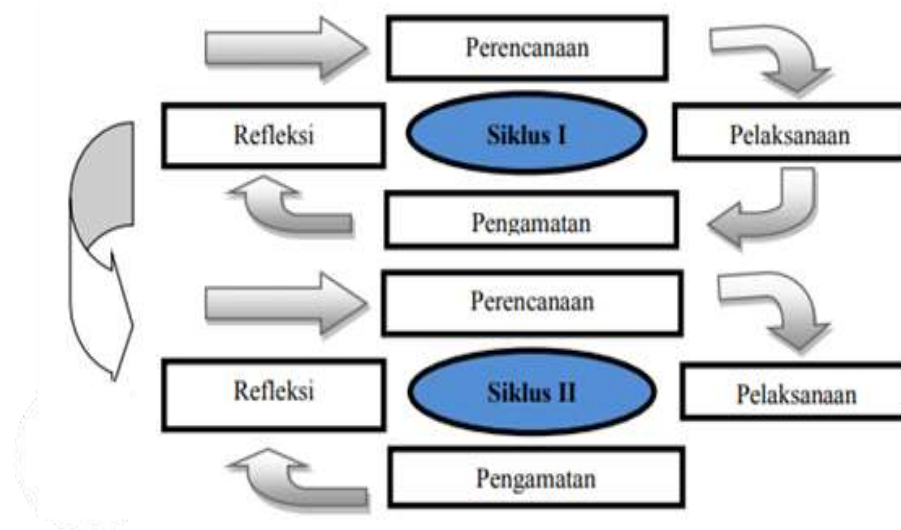 Perencanaan
Refleksi
Siklus I
Pelaksanaan
Pengamatan
Perencanaan
Refleksi
Siklus II
Pelaksanaan
Pengamatan